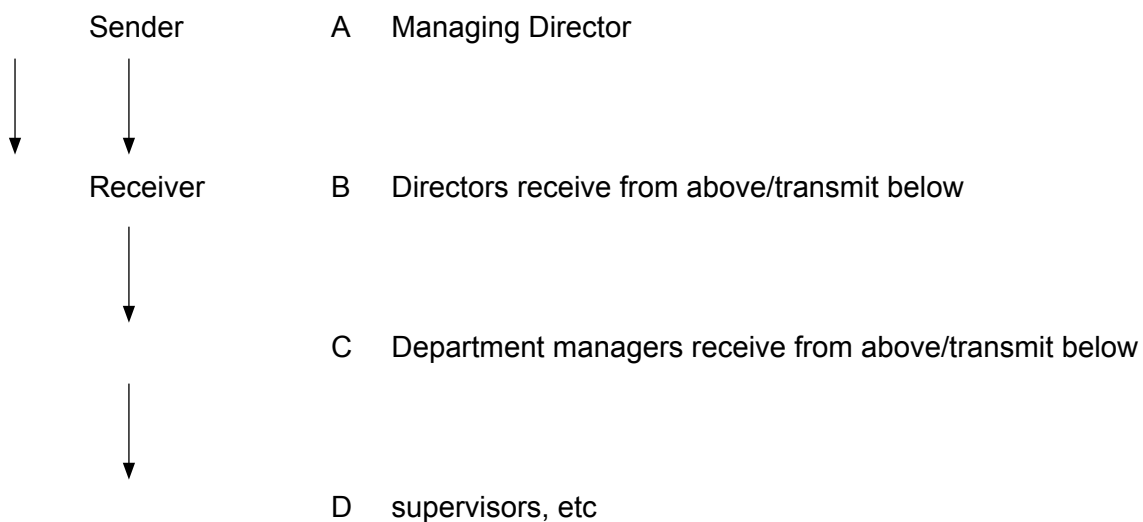 Sender A Managing Director
Receiver B Directors receive from above/transmit below
C Department managers receive from above/transmit below
D supervisors, etc